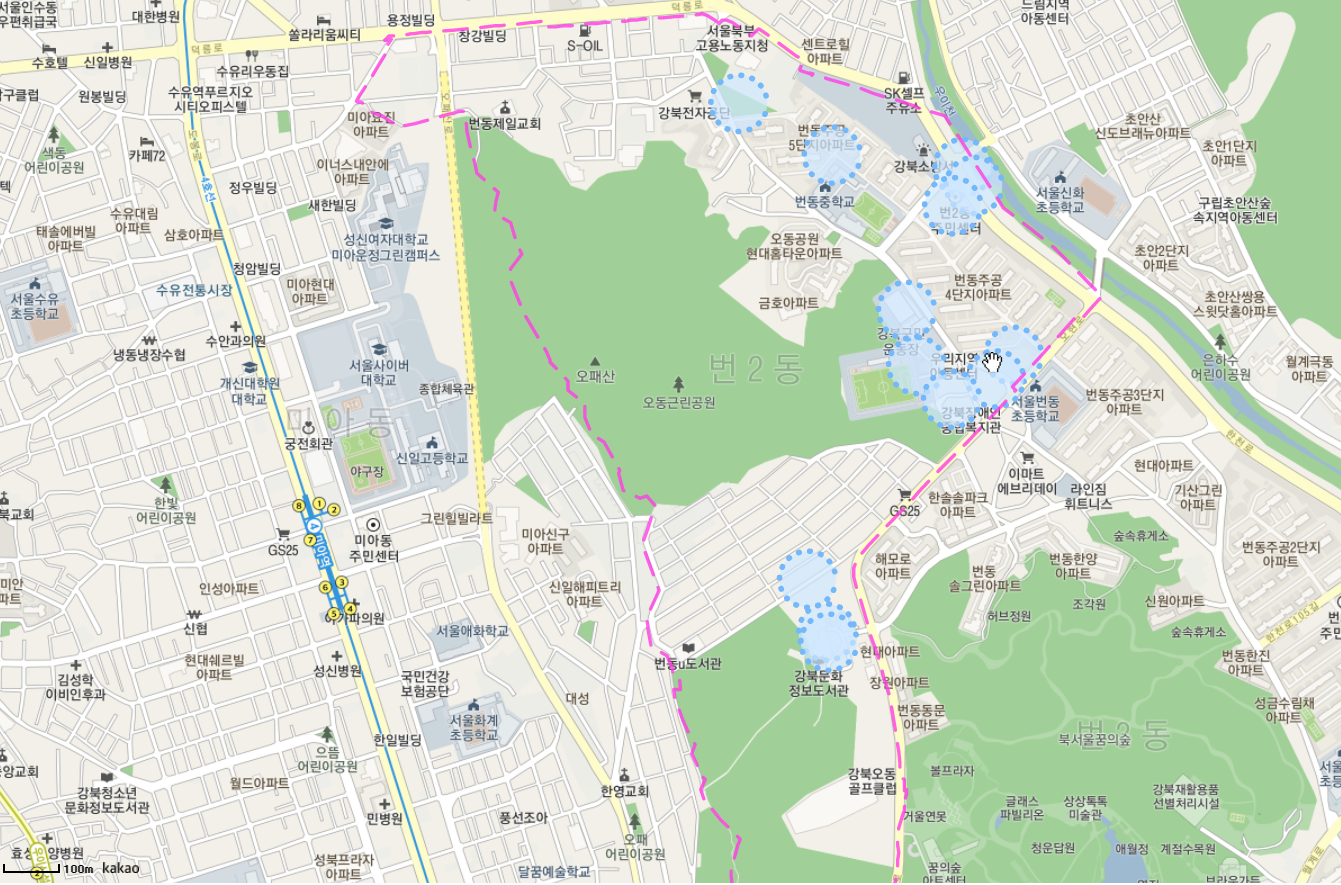 서울인수동
우편취급국
대한병원
쏠라리움씨티
용정빌딩
장강빌딩
덕릉로
S-OIL
서울북부
고용노동지청
센트로힐
아파트
드림지역
아동센터
수호텔
신일병원
덕릉로
수유리우동집
수유역푸르지오
시티오피스텔
원봉빌딩
미아효진
아파트
오패산로
번동제일교회
강북전자공단
SK셀프
주유소
우이천
초안산
신도브래뉴아파트
색동
어린이공원
카페72
도봉로
4호선
이너스내안에
아파트
번동주공
5단지아파트
강북소방서
초안1단지
아파트
정우빌딩
새한빌딩
번동중학교
서울신화
초등학교
구립초안산숲
속지역아동센터
수유대림
아파트
태솔에버빌
아파트
삼호아파트
성신여자대학교
미아운정그린캠퍼스
번2동
주민센터
오동공원
현대홈타운아파트
초안2단지
아파트
청암빌딩
수유전통시장
미아현대
아파트
금호아파트
번동주공
4단지아파트
초안산쌍용
스윗닷홈아파트
서울수유
초등학교
수안과의원
냉동냉장수협
서울사이버
대학교
오패산
번2동
강북구민
운동장
우리지역
아동센터
은하수
어린이공원
월계극동
아파트
개신대학원
대학교
종합체육관
오동근린공원
서울번동
초등학교
번동주공3단지
아파트
미아동
궁전회관
야구장
신일고등학교
강북장애인
종합복지관
한천로
이마트
에브리데이
현대아파트
한빛
어린이공원
GS25
한솔솔파크
아파트
라인짐
휘트니스
기산그린
아파트
GS25
미아역
미아동
주민센터
그린힐빌라트
미아신구
아파트
숲속휴게소
번동주공2단지
아파트
해모로
아파트
번동한양
아파트
인성아파트
신일해피트리
아파트
번동
솔그린아파트
조각원
신원아파트
신협
허브정원
숲속휴게소
한천로105길
서울애화학교
현대쉐르빌
아파트
성신병원
번동u도서관
현대아파트
번동한진
아파트
김성학
이비인후과
국민건강
보험공단
강북문화
정보도서관
장원아파트
대성
번동동문
아파트
성금수림채
아파트
서울화계
초등학교
번2동
북서울꿈의숲
한일빌딩
으뜸
어린이공원
볼프라자
중앙교회
월드아파트
강북청소년
문화정보도서관
한영교회
강북오동
골프클럽
글래스
파빌리온
상상톡톡
미술관
강북재활용품
선별처리시설
민병원
풍선조아
거울연못
오패
어린이공원
청운답원
애월정
계절수목원
월계로
성북프라자
아파트
달꿈예술학교
꿈의숲
아트센터
100m kakao